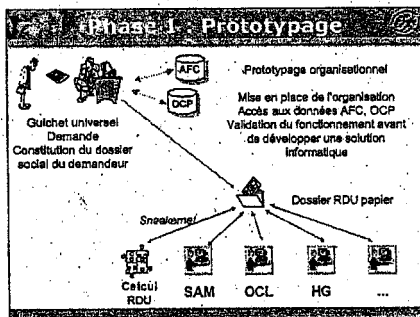 Phase 1 : Prototypage
AFC
OCP
Prototypage organisationnel
Mise en place de l'organisation
Accès aux données AFC, OCP
Validation du fonctionnement avant
de développer une solution
informatique
Guichet universel
Demande
Constitution du dossier
social du demandeur
Dossier RDU papier
Sneakernet
Calcul
RDU
SAM
OCL
HG
...